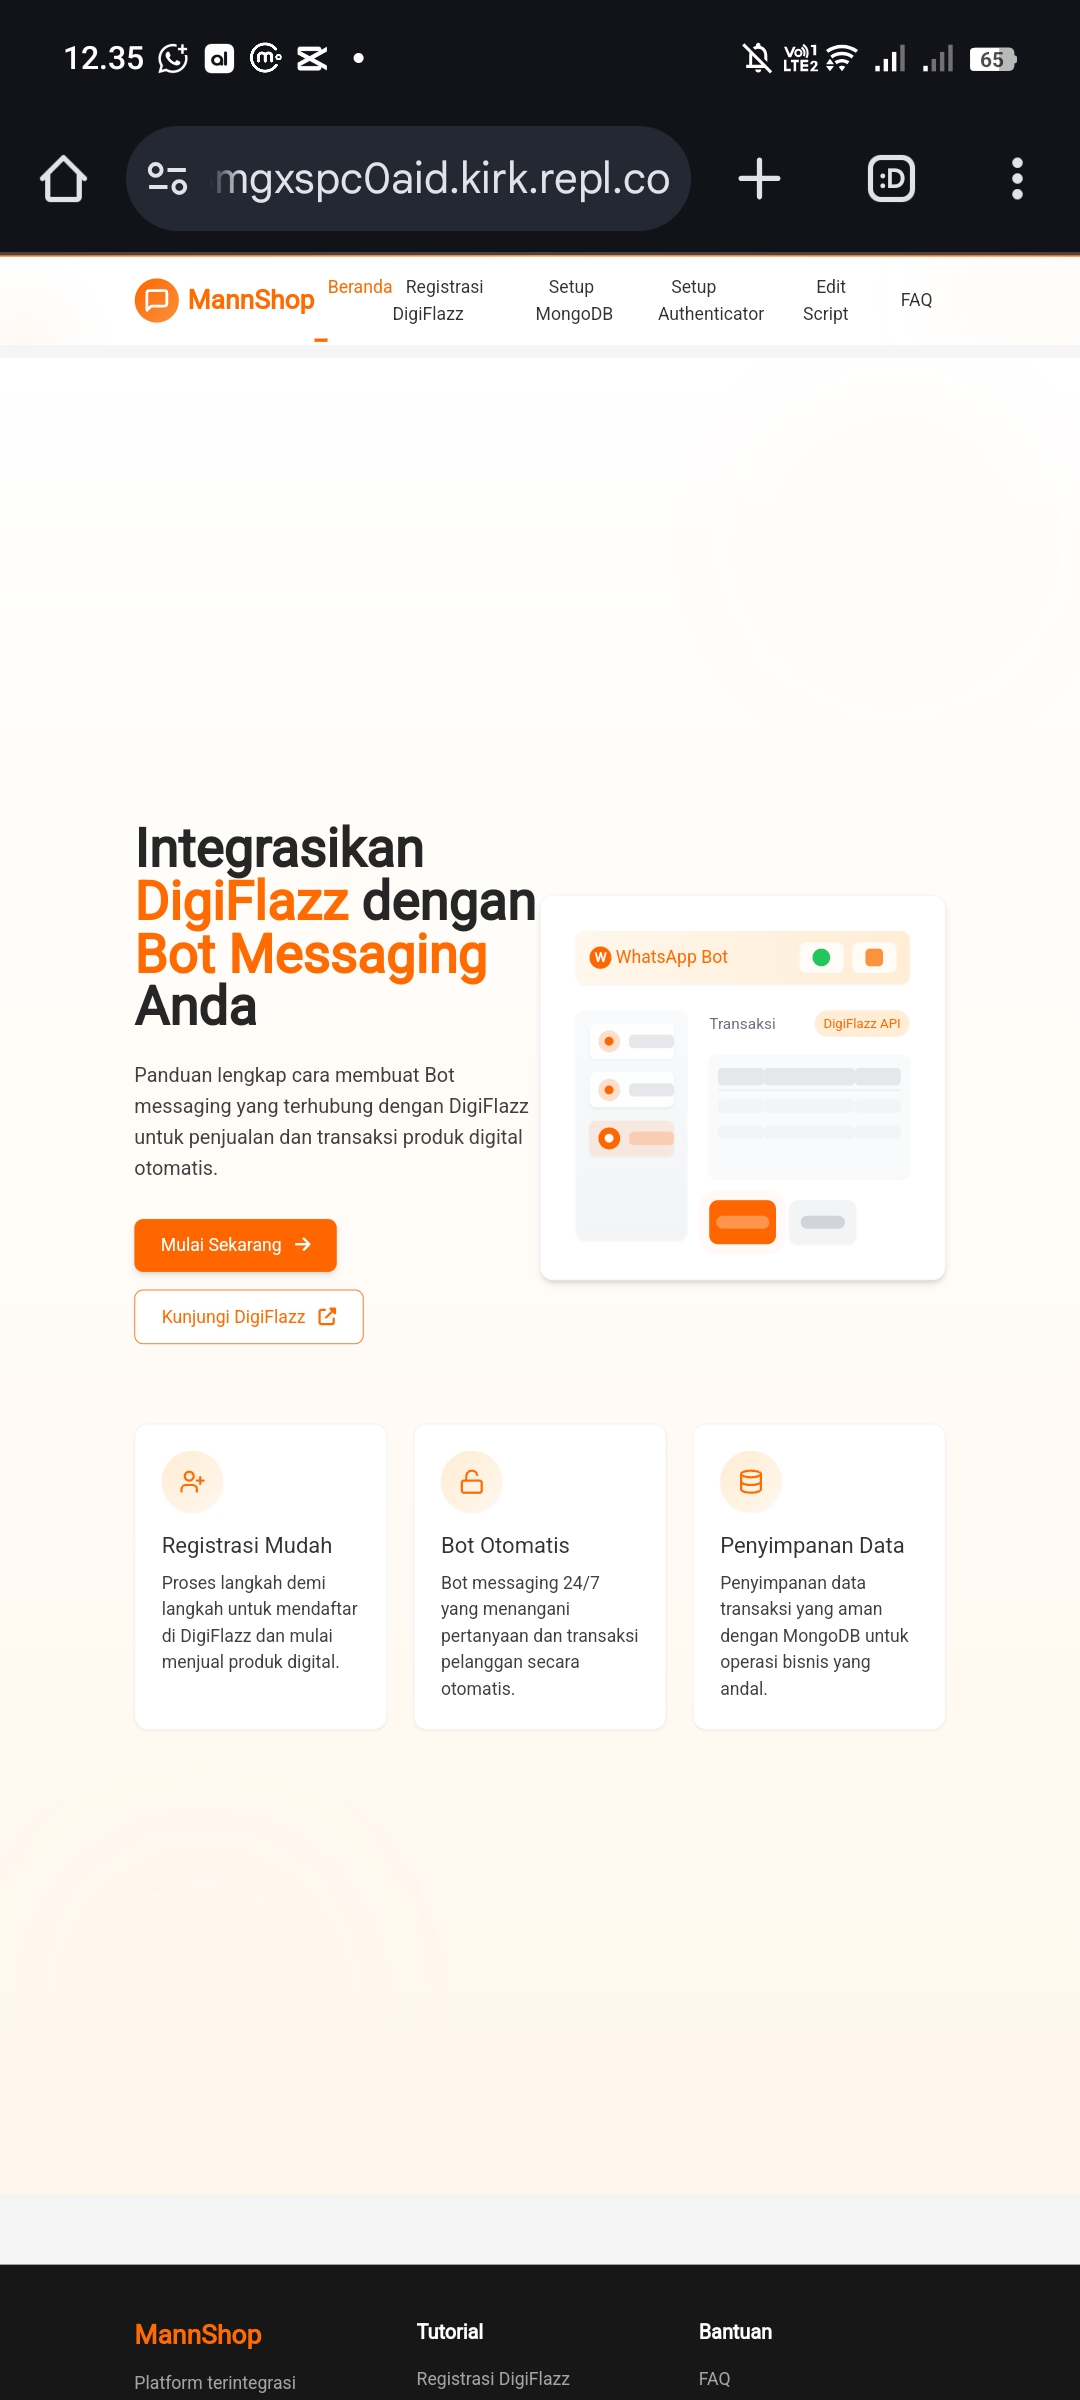 12.35
Vo)) 1
LTE2
65
mgxspc0aid.kirk.repl.co
:D
MannShop
Beranda
Registrasi
DigiFlazz
Setup
MongoDB
Setup
Authenticator
Edit
Script
FAQ
Integrasikan
DigiFlazz dengan
Bot Messaging
Anda
Panduan lengkap cara membuat Bot
messaging yang terhubung dengan DigiFlazz
untuk penjualan dan transaksi produk digital
otomatis.
Mulai Sekarang
Kunjungi DigiFlazz
W WhatsApp Bot
Transaksi
DigiFlazz API
Registrasi Mudah
Proses langkah demi
langkah untuk mendaftar
di DigiFlazz dan mulai
menjual produk digital.
Bot Otomatis
Bot messaging 24/7
yang menangani
pertanyaan dan transaksi
pelanggan secara
otomatis.
Penyimpanan Data
Penyimpanan data
transaksi yang aman
dengan MongoDB untuk
operasi bisnis yang
andal.
MannShop
Platform terintegrasi
Tutorial
Registrasi DigiFlazz
Bantuan
FAQ